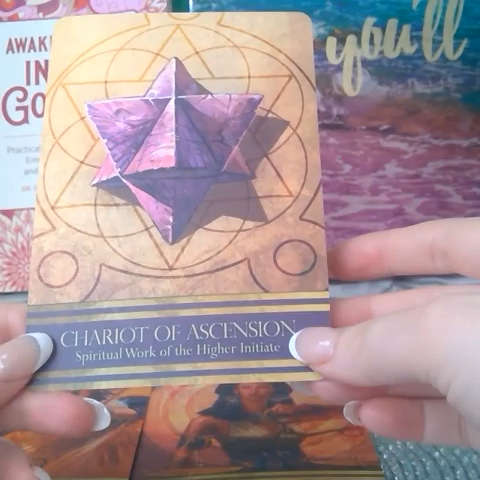 AWAK
IN
Go
you'll
CHARIOT OF ASCENSION
Spiritual Work of the Higher Initiate